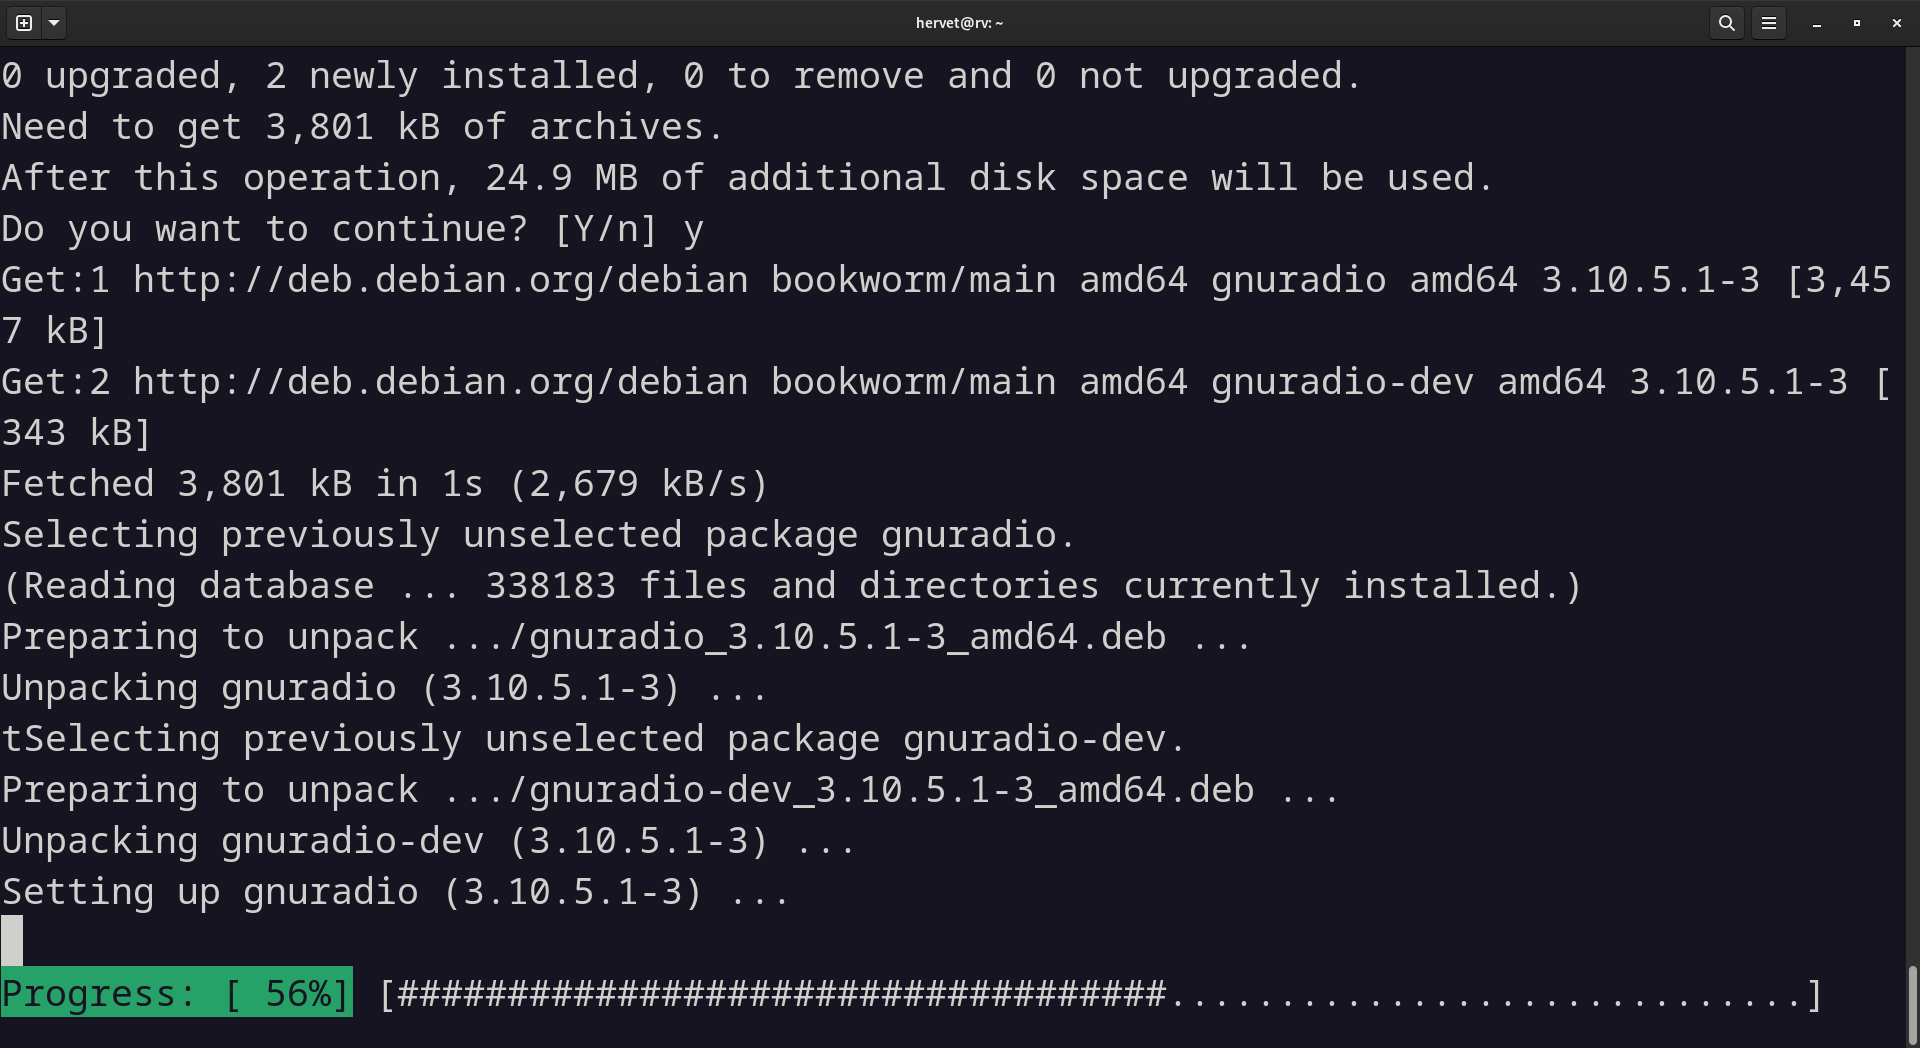 hervet@rv: ~
0 upgraded, 2 newly installed, 0 to remove and 0 not upgraded.
Need to get 3,801 kB of archives.
After this operation, 24.9 MB of additional disk space will be used.
Do you want to continue? [Y/n] y
Get:1 http://deb.debian.org/debian bookworm/main amd64 gnuradio amd64 3.10.5.1-3 [3,45
7 kB]
Get:2 http://deb.debian.org/debian bookworm/main amd64 gnuradio-dev amd64 3.10.5.1-3 [
343 kB]
Fetched 3,801 kB in 1s (2,679 kB/s)
Selecting previously unselected package gnuradio.
(Reading database ... 338183 files and directories currently installed.)
Preparing to unpack .../gnuradio_3.10.5.1-3_amd64.deb ...
Unpacking gnuradio (3.10.5.1-3) ...
tSelecting previously unselected package gnuradio-dev.
Preparing to unpack .../gnuradio-dev_3.10.5.1-3_amd64.deb ...
Unpacking gnuradio-dev (3.10.5.1-3) ...
Setting up gnuradio (3.10.5.1-3) ...
Progress: [ 56%] [###################################.............................]